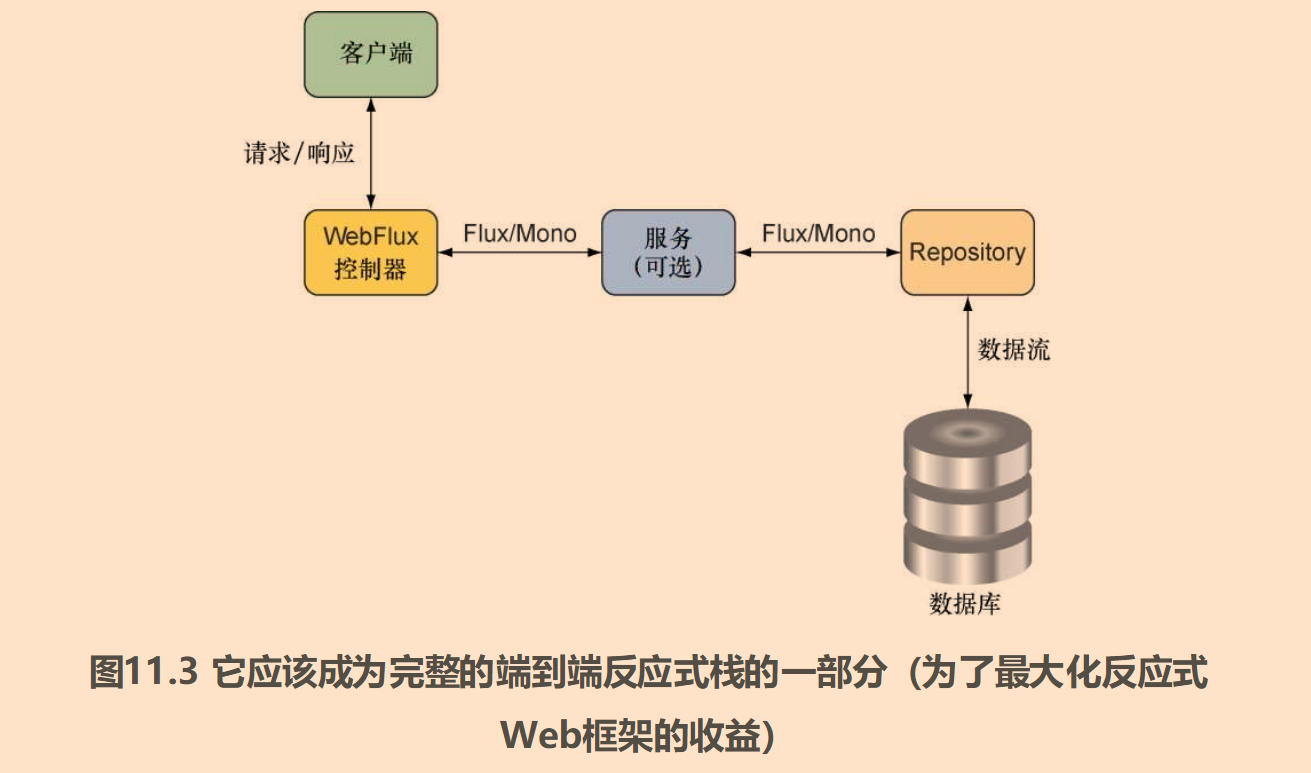 客户端
请求/响应
WebFlux
控制器
Flux/Mono
服务
（可选）
Flux/Mono
Repository
数据流
数据库
图11.3 它应该成为完整的端到端反应式栈的一部分（为了最大化反应式
Web框架的收益）